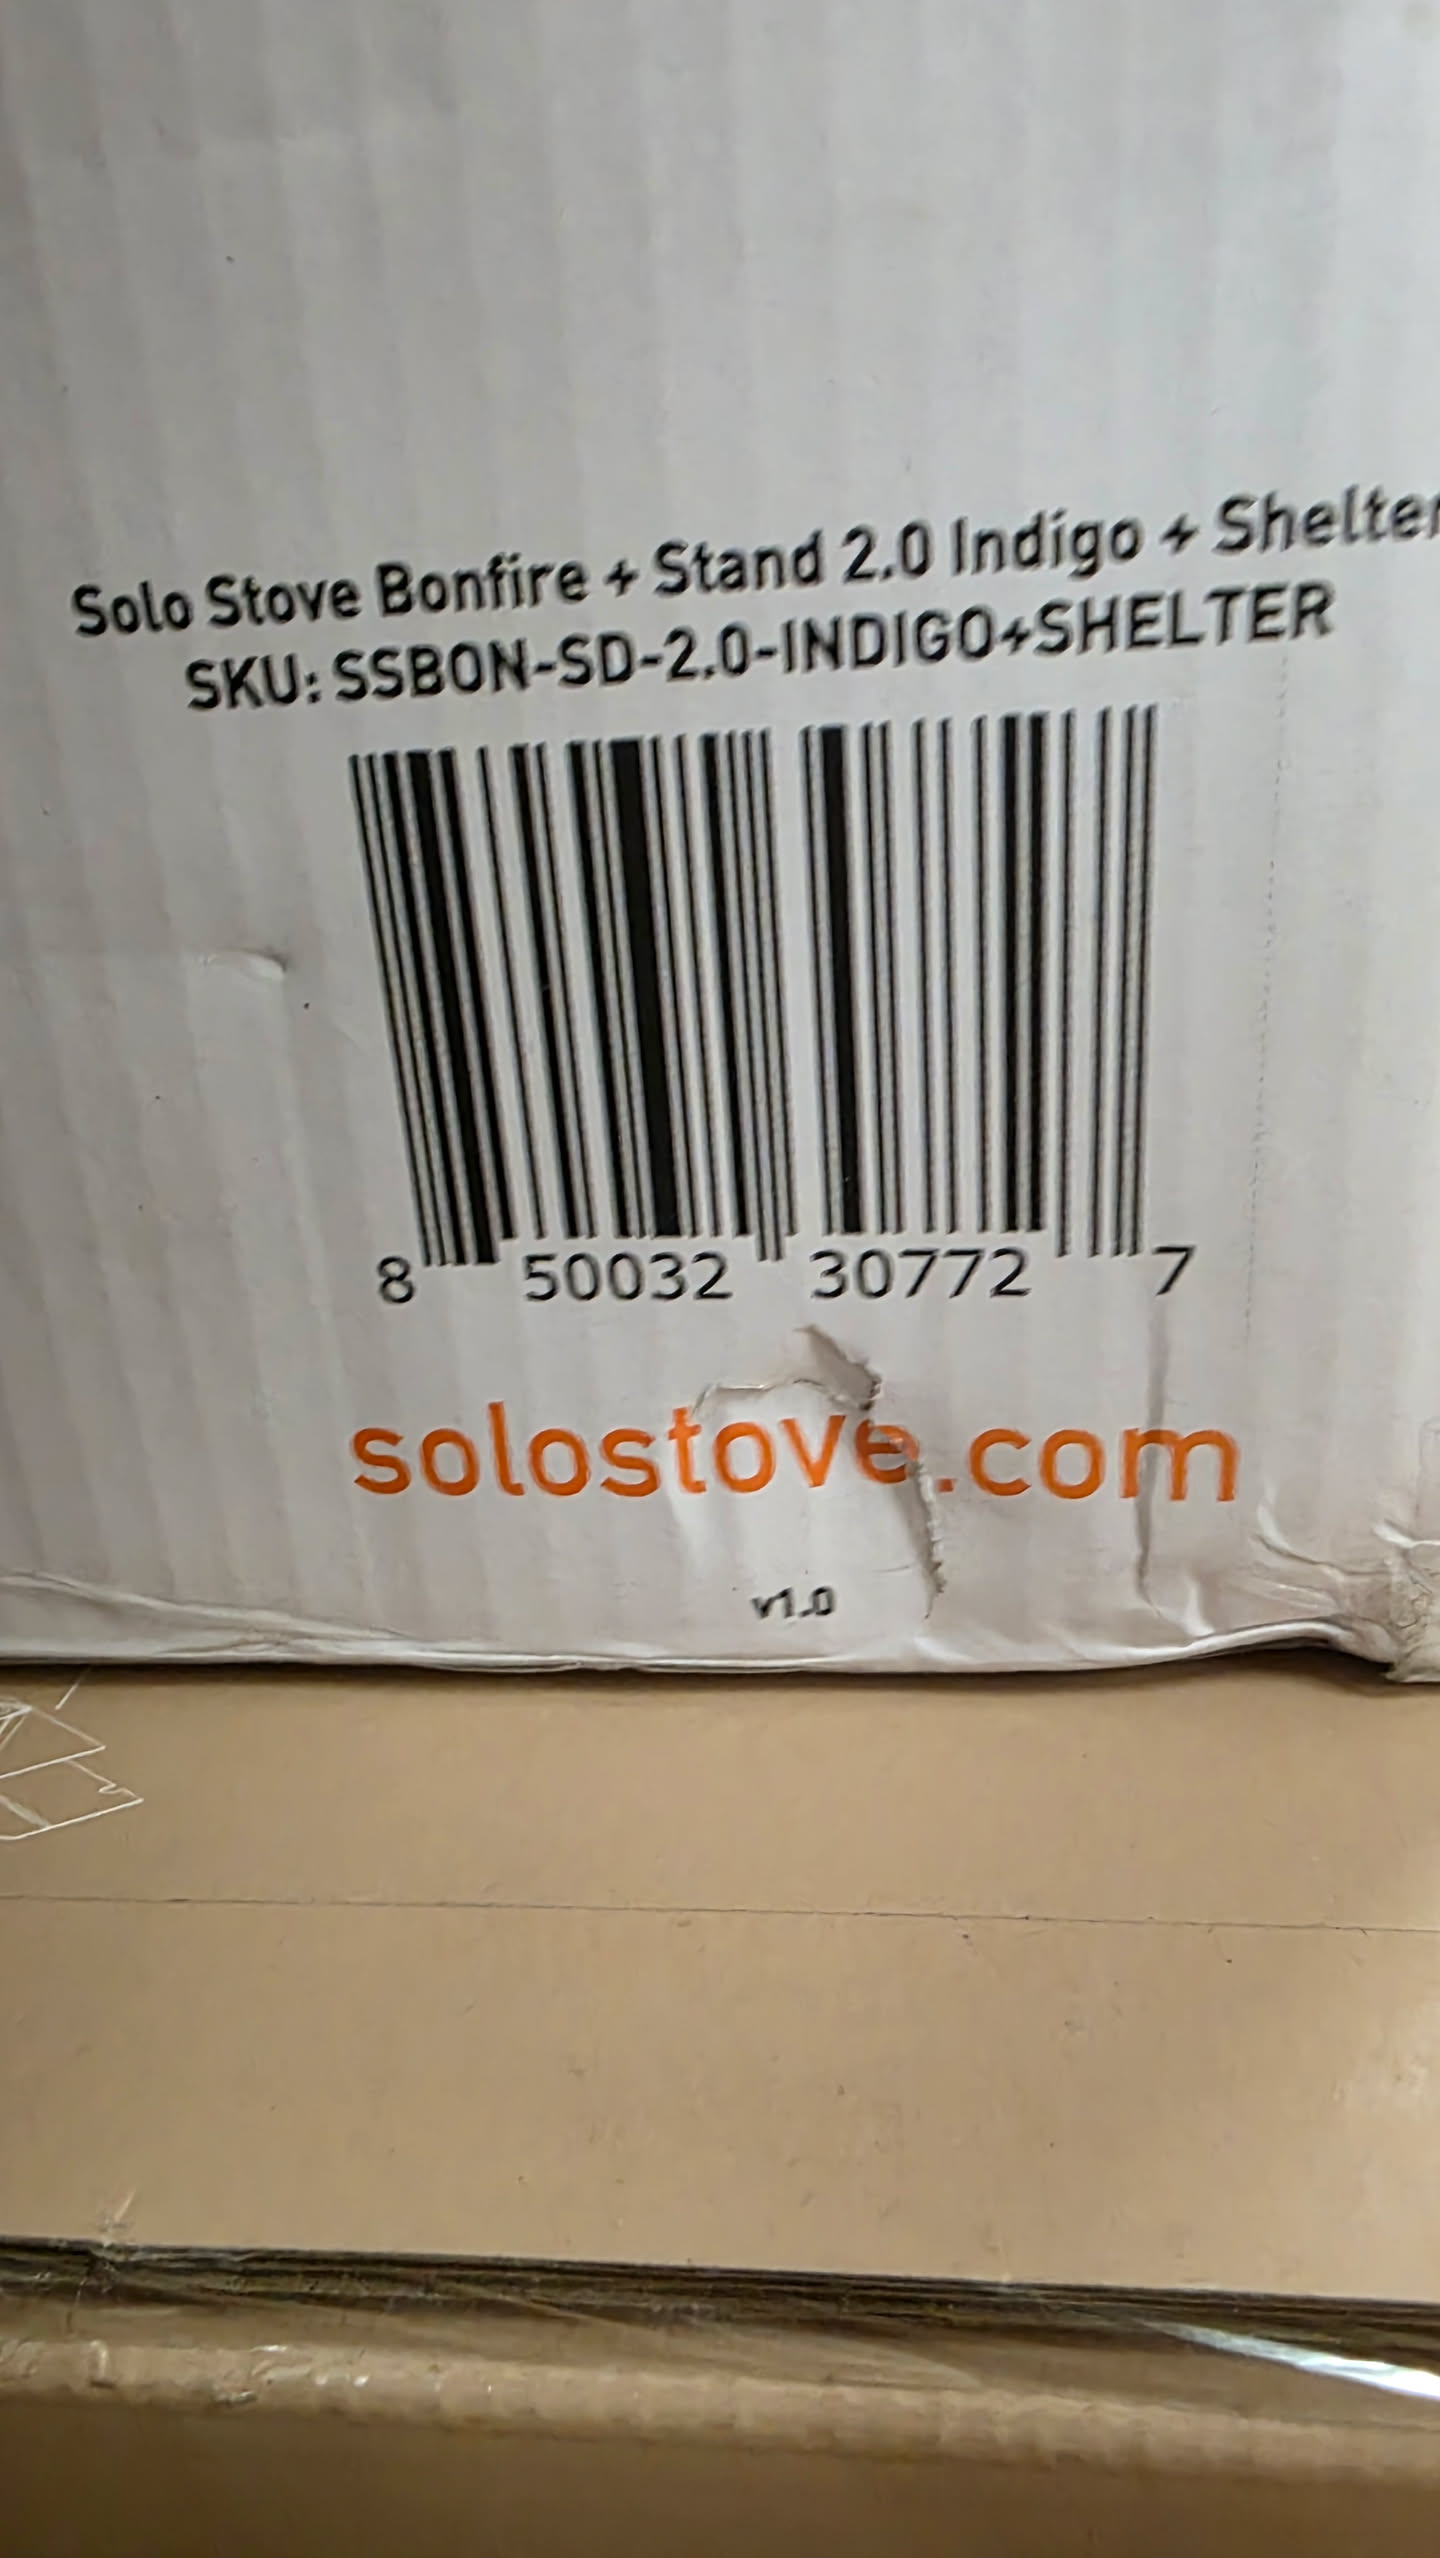 Solo Stove Bonfire + Stand 2.0 Indigo + Shelter
SKU: SSBON-SD-2.0-INDIGO+SHELTER
8 50032 30772 7
solostove.com
v1.0